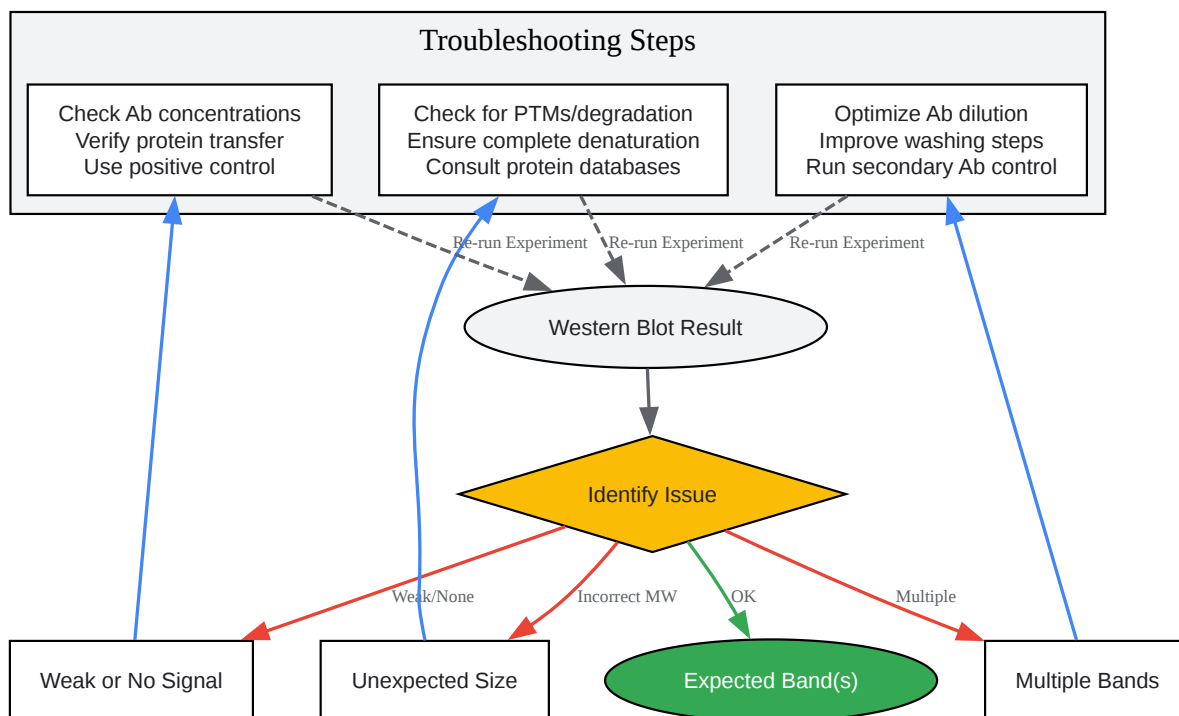 Troubleshooting Steps
Check Ab concentrations
Verify protein transfer
Use positive control
Check for PTMs/degradation
Ensure complete denaturation
Consult protein databases
Optimize Ab dilution
Improve washing steps
Run secondary Ab control
Re-run Experiment
Re-run Experiment
Re-run Experiment
Western Blot Result
Identify Issue
Weak/None
Incorrect MW
OK
Multiple
Weak or No Signal
Unexpected Size
Expected Band(s)
Multiple Bands